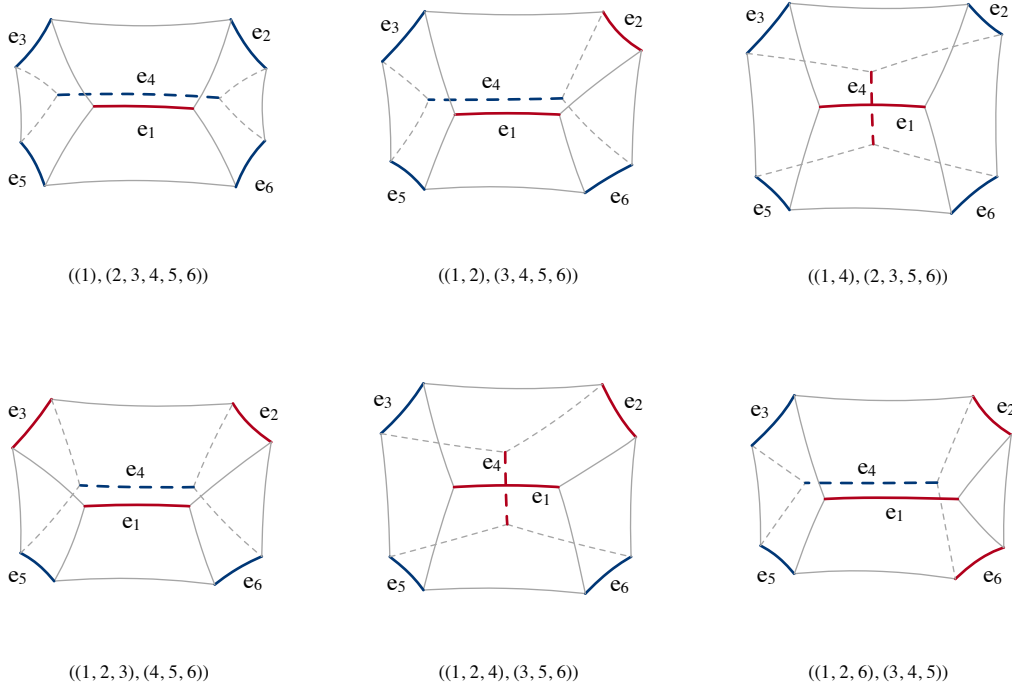 e3 e2 e4 e1 e5 e6
e3 e2 e4 e1 e5 e6
e3 e2 e4 e1 e5 e6
((1), (2, 3, 4, 5, 6))
((1, 2), (3, 4, 5, 6))
((1, 4), (2, 3, 5, 6))
e3 e2 e4 e1 e5 e6
e3 e2 e4 e1 e5 e6
e3 e2 e4 e1 e5 e6
((1, 2, 3), (4, 5, 6))
((1, 2, 4), (3, 5, 6))
((1, 2, 6), (3, 4, 5))